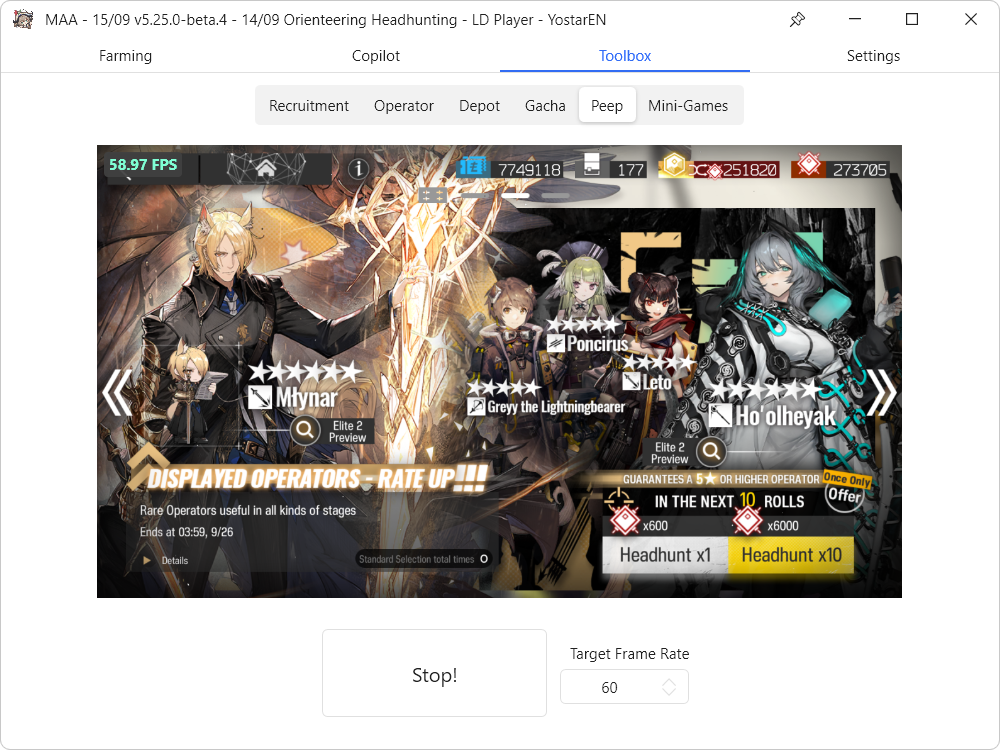 MAA - 15/09 v5.25.0-beta.4 - 14/09 Orienteering Headhunting - LD Player - YostarEN
Farming
Copilot
Toolbox
Settings
Recruitment
Operator
Depot
Gacha
Peep
Mini-Games
58.97 FPS
7749118
177
251820
273705
Poncirus
Mlynar
Leto
Greyy the Lightningbearer
Ho'olheyak
Elite 2
Preview
Elite 2
Preview
DISPLAYED OPERATORS - RATE UP!!!
GUARANTEES A 5★ OR HIGHER OPERATOR
IN THE NEXT 10 ROLLS
Once Only
Offer
Rare Operators useful in all kinds of stages
Ends at 03:59, 9/26
Details
Standard Selection total times 0
x600
x6000
Headhunt x1
Headhunt x10
Stop!
Target Frame Rate
60